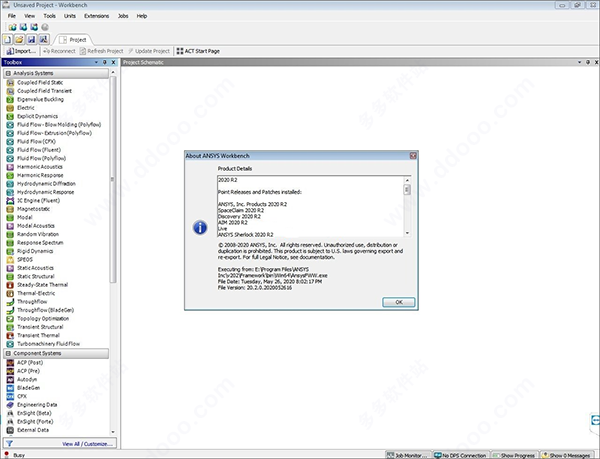 Unsaved Project - Workbench
File View Tools Units Extensions Jobs Help
Project
Import... Reconnect Refresh Project Update Project ACT Start Page
Toolbox
Project Schematic
Analysis Systems
Coupled Field Static
Coupled Field Transient
Eigenvalue Buckling
Electric
Explicit Dynamics
Fluid Flow - Blow Molding (Polyflow)
Fluid Flow - Extrusion (Polyflow)
Fluid Flow (CFX)
Fluid Flow (Fluent)
Fluid Flow (Polyflow)
Harmonic Acoustics
Harmonic Response
Hydrodynamic Diffraction
Hydrodynamic Response
IC Engine (Fluent)
Magnetostatic
Modal
Modal Acoustics
Random Vibration
Response Spectrum
Rigid Dynamics
SPEOS
Static Acoustics
Static Structural
Steady-State Thermal
Thermal-Electric
Throughflow
Throughflow (BladeGen)
Topology Optimization
Transient Structural
Transient Thermal
Turbomachinery Fluid Flow
Component Systems
ACP (Post)
ACP (Pre)
Autodyn
BladeGen
CFX
Engineering Data
EnSight (Beta)
EnSight (Forte)
External Data
View All / Customize...
About ANSYS Workbench
Product Details
2020 R2
Point Releases and Patches installed:
ANSYS, Inc. Products 2020 R2
SpaceClaim 2020 R2
Discovery 2020 R2
AIM 2020 R2
Live
ANSYS Sherlock 2020 R2
© 2008-2020 ANSYS, Inc. All rights reserved. Unauthorized use, distribution or
duplication is prohibited. This product is subject to U.S. laws governing export and
re-export. For full Legal Notice, see documentation.
Executing from: E:\Program Files\ANSYS
Inc\v202\Framework\bin\Win64\AnsysFWW.exe
File Date: Tuesday, May 26, 2020 8:02:17 PM
File Version: 20.2.0.2020052616
OK
Busy
Job Monitor... No DPS Connection Show Progress Show 0 Messages